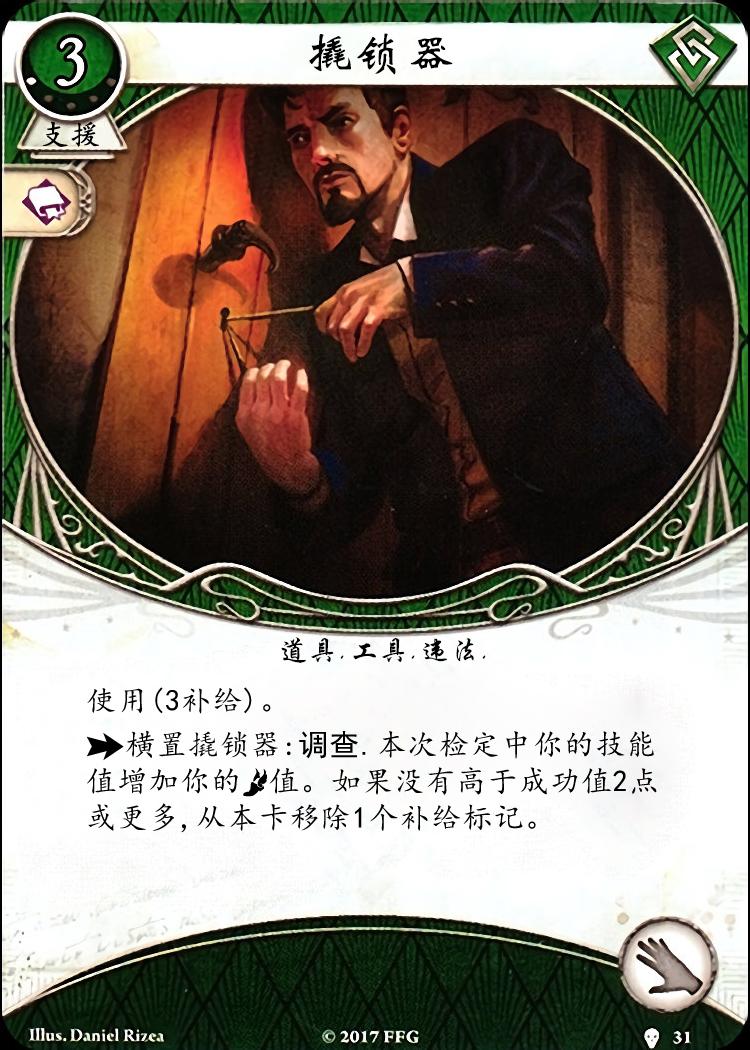 3
撬锁器
支援
道具.工具.违法.
使用(3补给)。
横置撬锁器:调查.本次检定中你的技能
值增加你的值。如果没有高于成功值2点
或更多,从本卡移除1个补给标记。
Illus. Daniel Rizea
© 2017 FFG
31